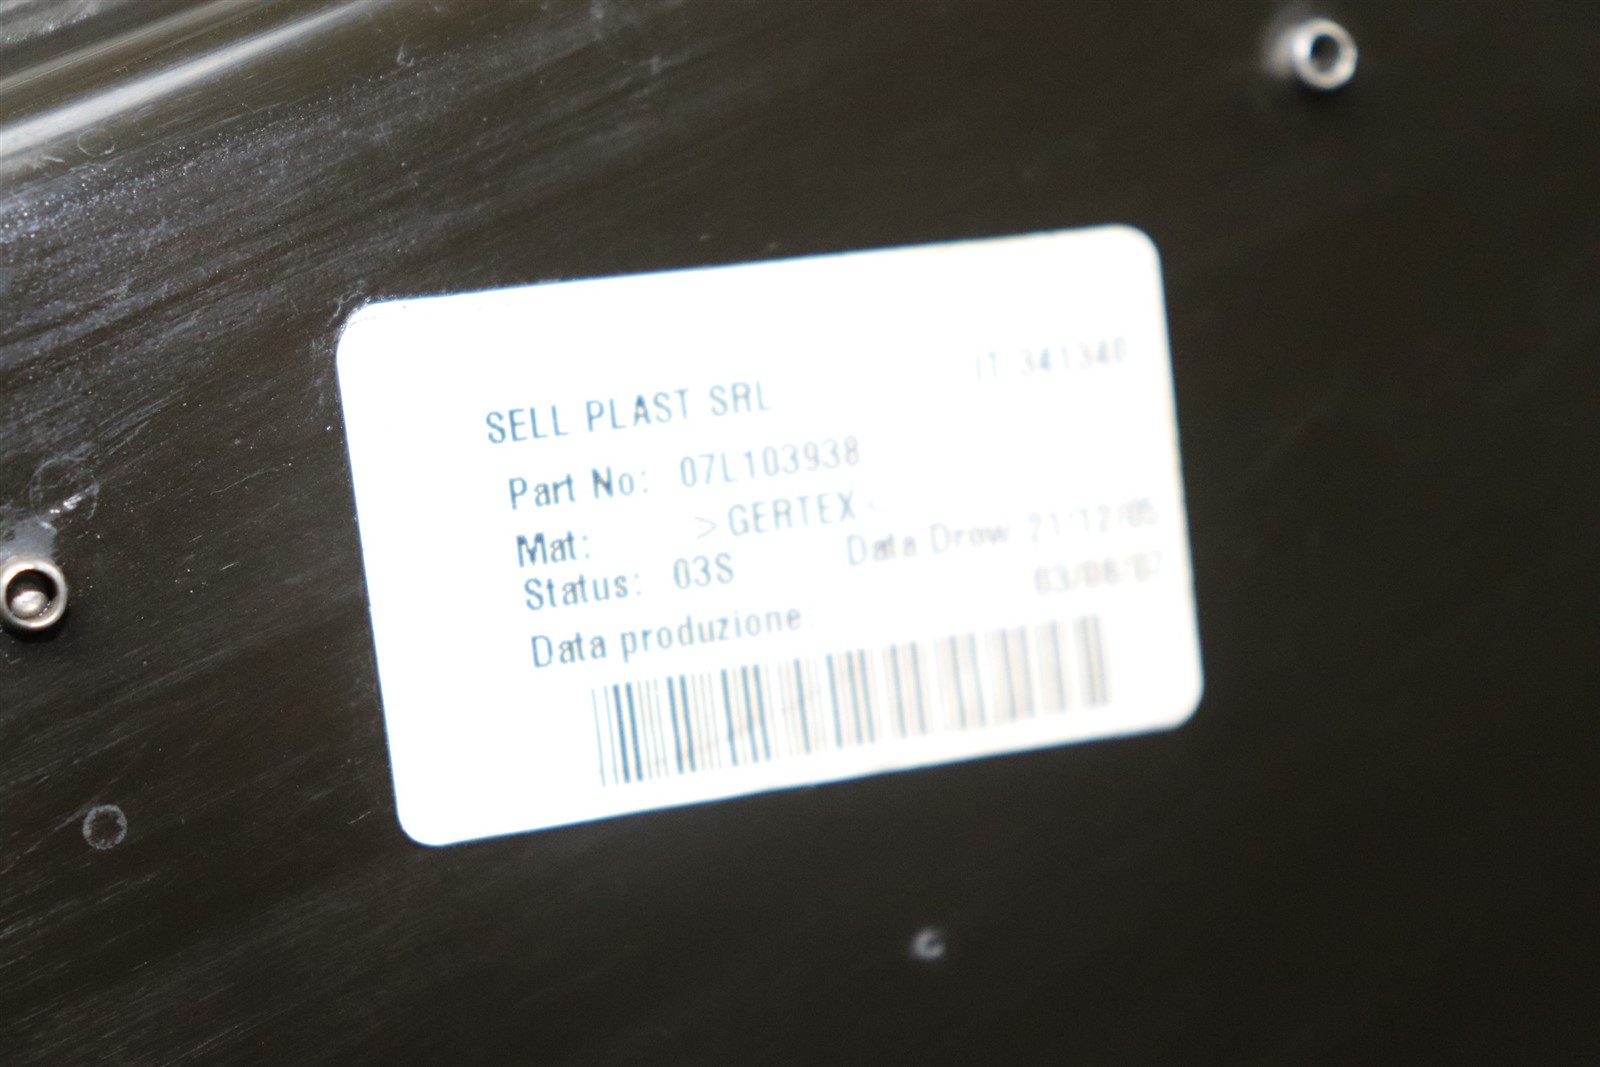 IT 341340
SELL PLAST SRL
Part No: 07L103938
Mat: >GERTEX<
Status: 03S Data Drow 21/12/05
Data produzione: 03/08/07